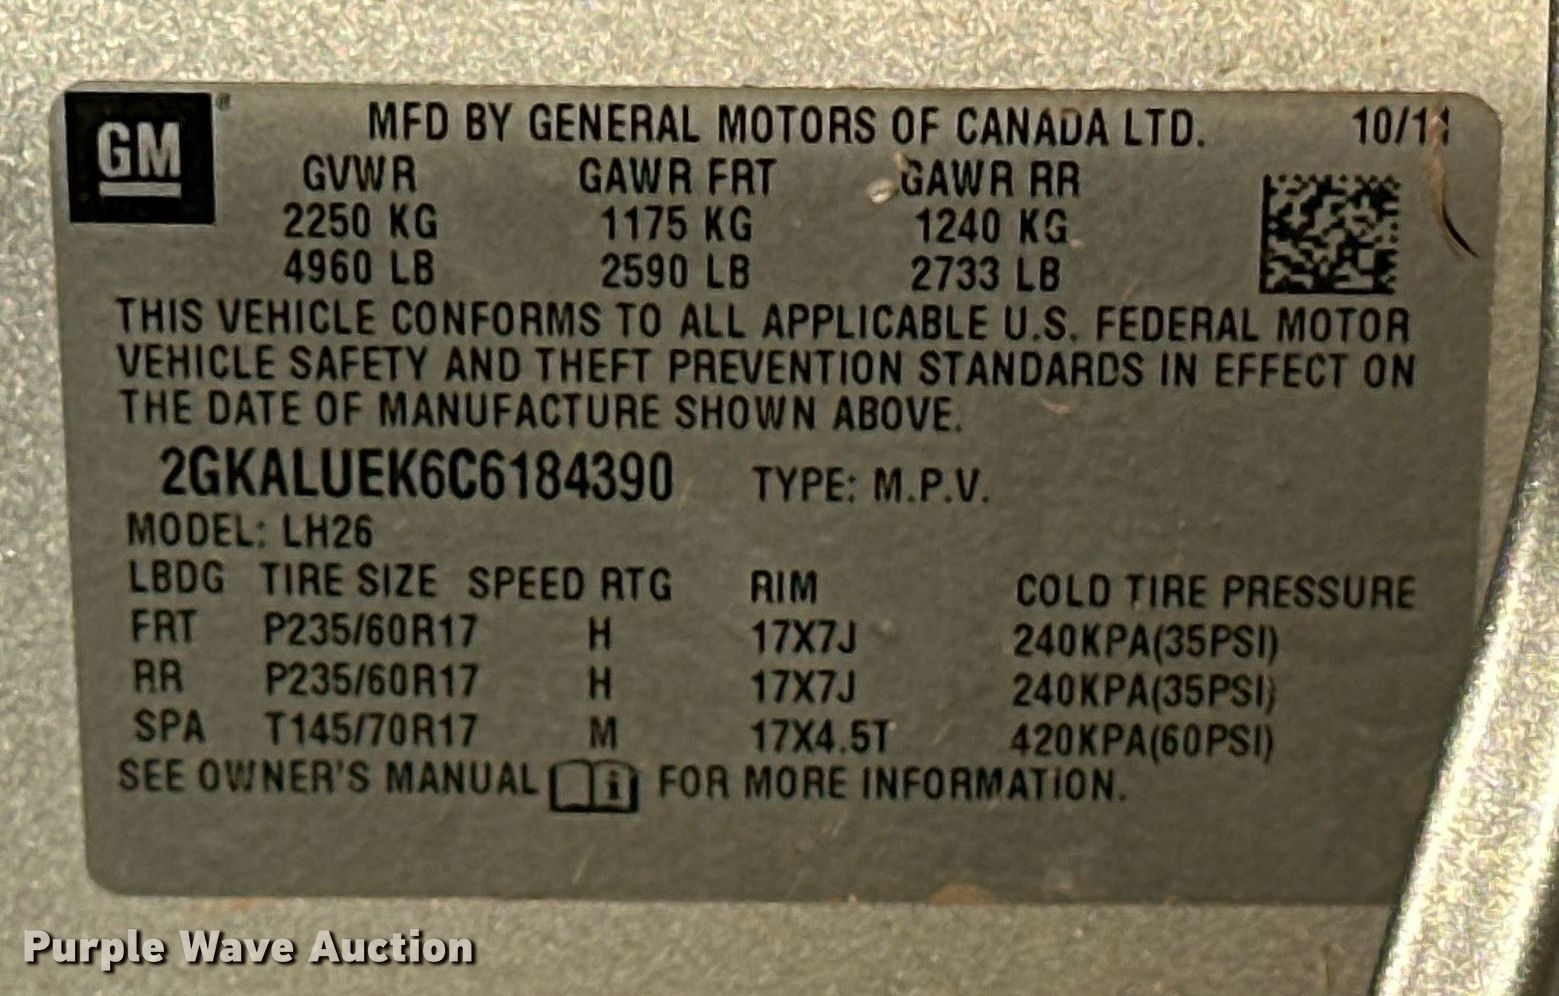 GM ® MFD BY GENERAL MOTORS OF CANADA LTD. 10/11
GVWR GAWR FRT GAWR RR
2250 KG 1175 KG 1240 KG
4960 LB 2590 LB 2733 LB
THIS VEHICLE CONFORMS TO ALL APPLICABLE U.S. FEDERAL MOTOR
VEHICLE SAFETY AND THEFT PREVENTION STANDARDS IN EFFECT ON
THE DATE OF MANUFACTURE SHOWN ABOVE.
2GKALUEK6C6184390 TYPE: M.P.V.
MODEL: LH26
LBDG TIRE SIZE SPEED RTG RIM COLD TIRE PRESSURE
FRT P235/60R17 H 17X7J 240KPA(35PSI)
RR P235/60R17 H 17X7J 240KPA(35PSI)
SPA T145/70R17 M 17X4.5T 420KPA(60PSI)
SEE OWNER'S MANUAL i FOR MORE INFORMATION.
Purple Wave Auction